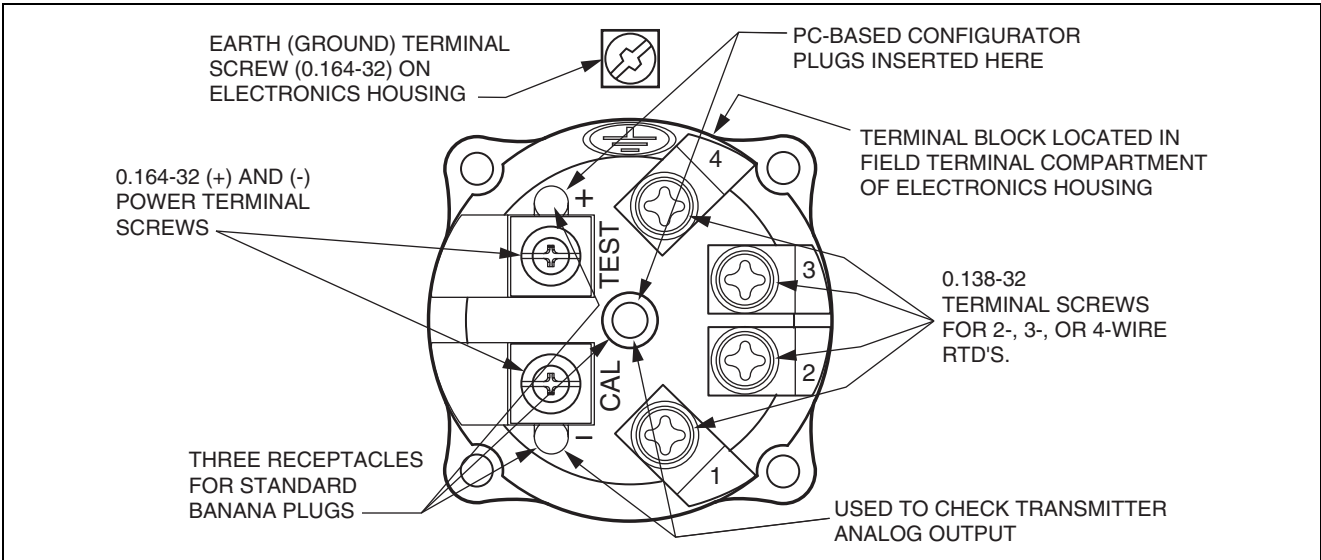 EARTH (GROUND) TERMINAL
SCREW (0.164-32) ON
ELECTRONICS HOUSING
PC-BASED CONFIGURATOR
PLUGS INSERTED HERE
TERMINAL BLOCK LOCATED IN
FIELD TERMINAL COMPARTMENT
OF ELECTRONICS HOUSING
0.164-32 (+) AND (-)
POWER TERMINAL
SCREWS
+
TEST
4
3
0.138-32
TERMINAL SCREWS
FOR 2-, 3-, OR 4-WIRE
RTD'S.
2
CAL
–
1
THREE RECEPTACLES
FOR STANDARD
BANANA PLUGS
USED TO CHECK TRANSMITTER
ANALOG OUTPUT